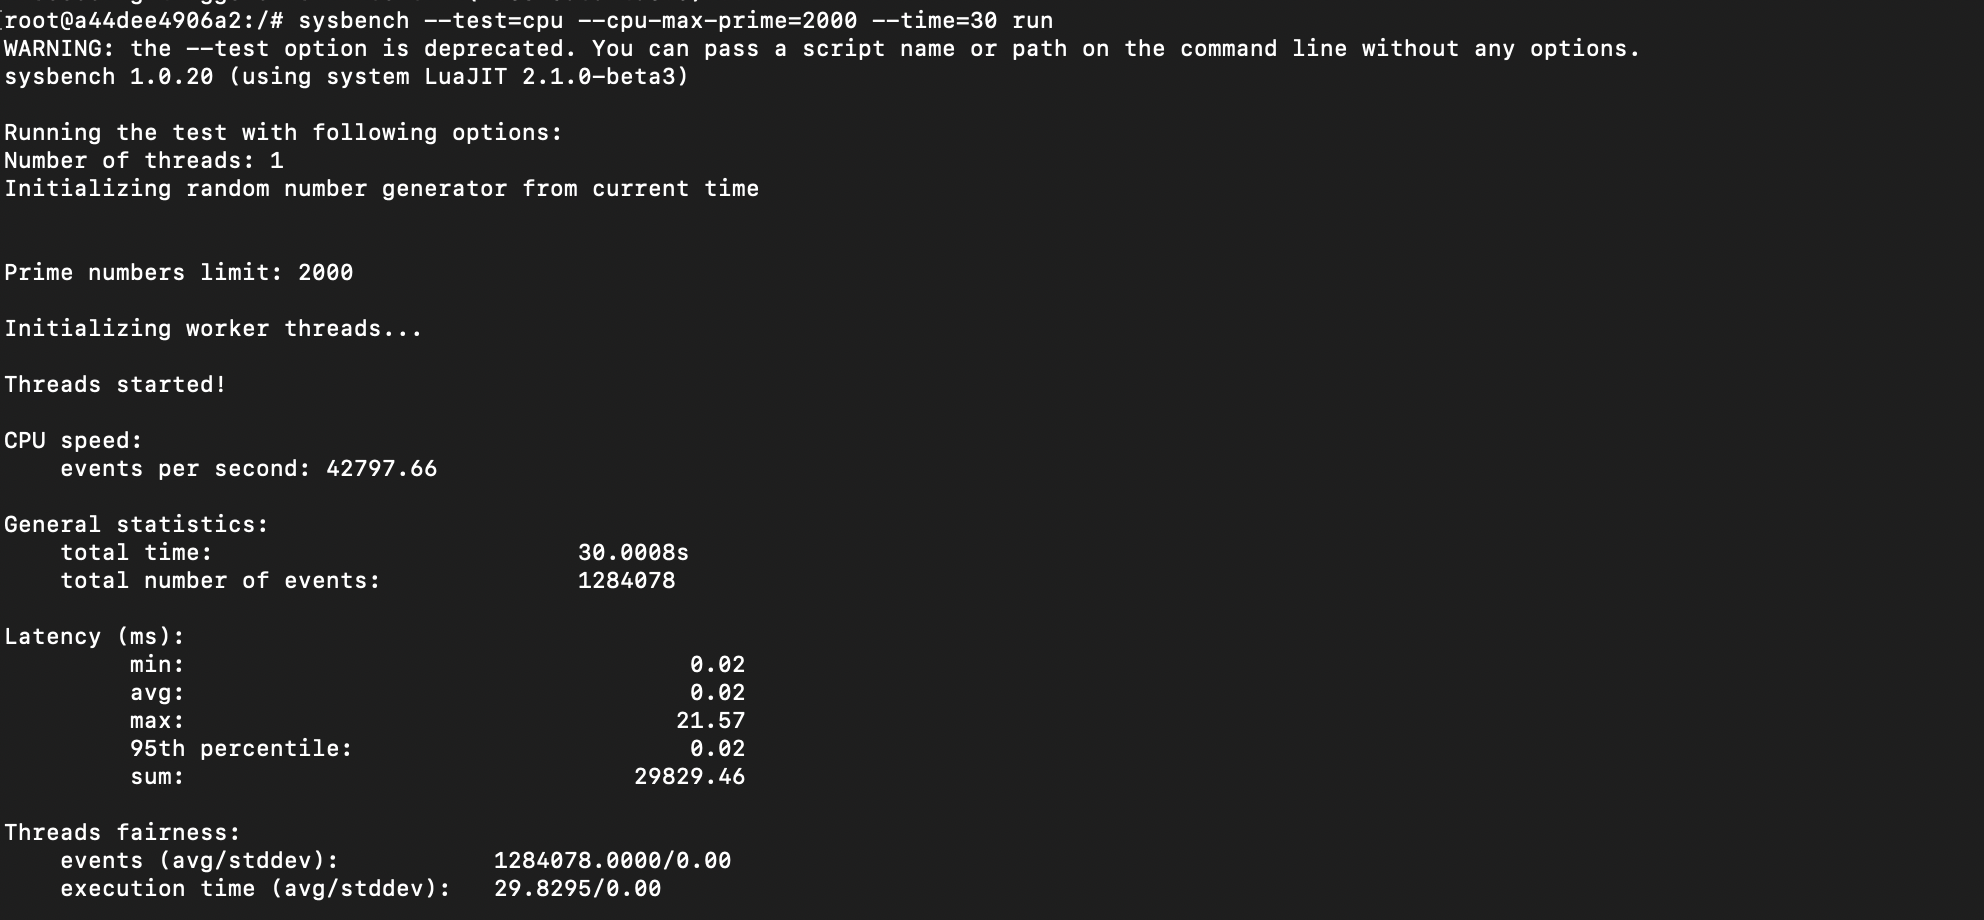 root@a44dee4906a2:/# sysbench --test=cpu --cpu-max-prime=2000 --time=30 run
WARNING: the --test option is deprecated. You can pass a script name or path on the command line without any options.
sysbench 1.0.20 (using system LuaJIT 2.1.0-beta3)
Running the test with following options:
Number of threads: 1
Initializing random number generator from current time
Prime numbers limit: 2000
Initializing worker threads...
Threads started!
CPU speed:
events per second: 42797.66
General statistics:
total time: 30.0008s
total number of events: 1284078
Latency (ms):
min: 0.02
avg: 0.02
max: 21.57
95th percentile: 0.02
sum: 29829.46
Threads fairness:
events (avg/stddev): 1284078.0000/0.00
execution time (avg/stddev): 29.8295/0.00